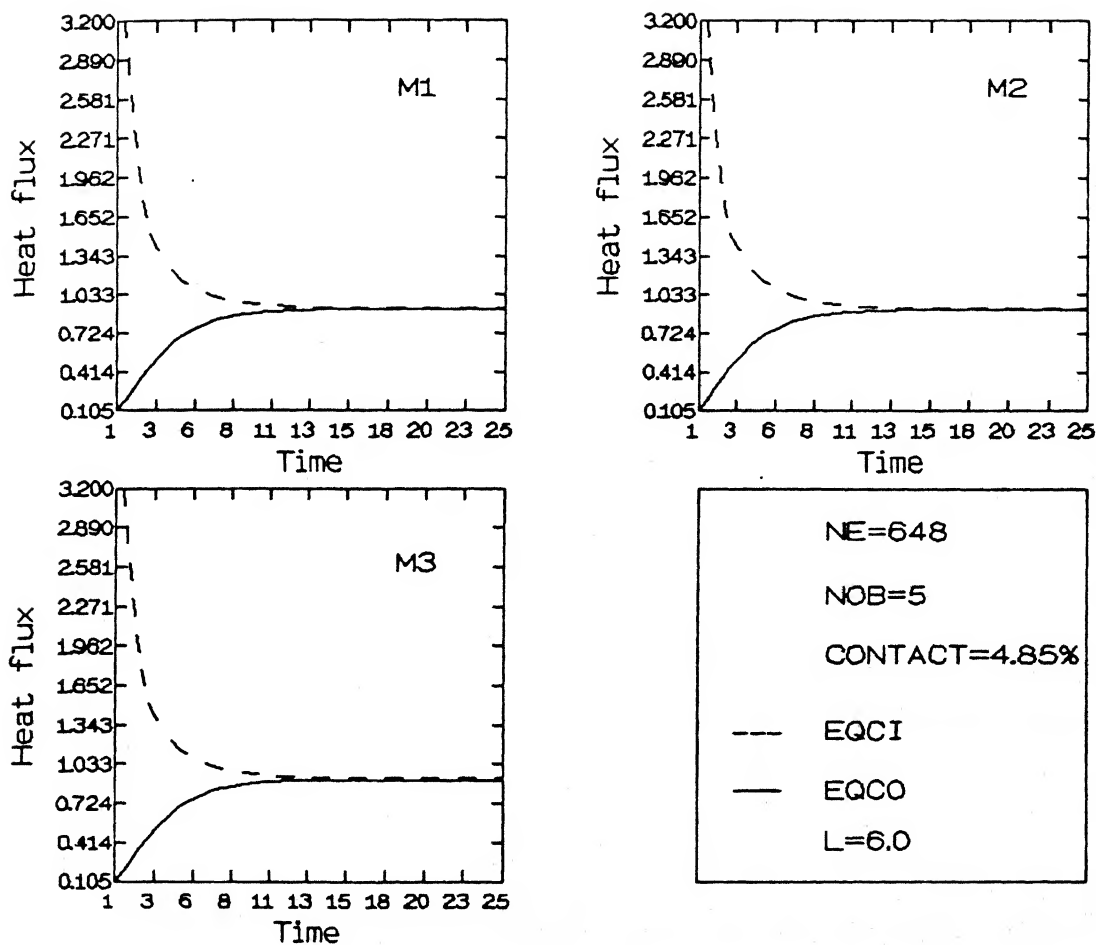 3.200
2.890
2.581
2.271
1.962
1.652
1.343
1.033
0.724
0.414
0.105
Heat flux
M1
1 3 6 8 11 13 15 18 20 23 25
Time
3.200
2.890
2.581
2.271
1.962
1.652
1.343
1.033
0.724
0.414
0.105
Heat flux
M2
1 3 6 8 11 13 15 18 20 23 25
Time
3.200
2.890
2.581
2.271
1.962
1.652
1.343
1.033
0.724
0.414
0.105
Heat flux
M3
1 3 6 8 11 13 15 18 20 23 25
Time
NE=648
NOB=5
CONTACT=4.85%
EQCI
EQCO
L=6.0